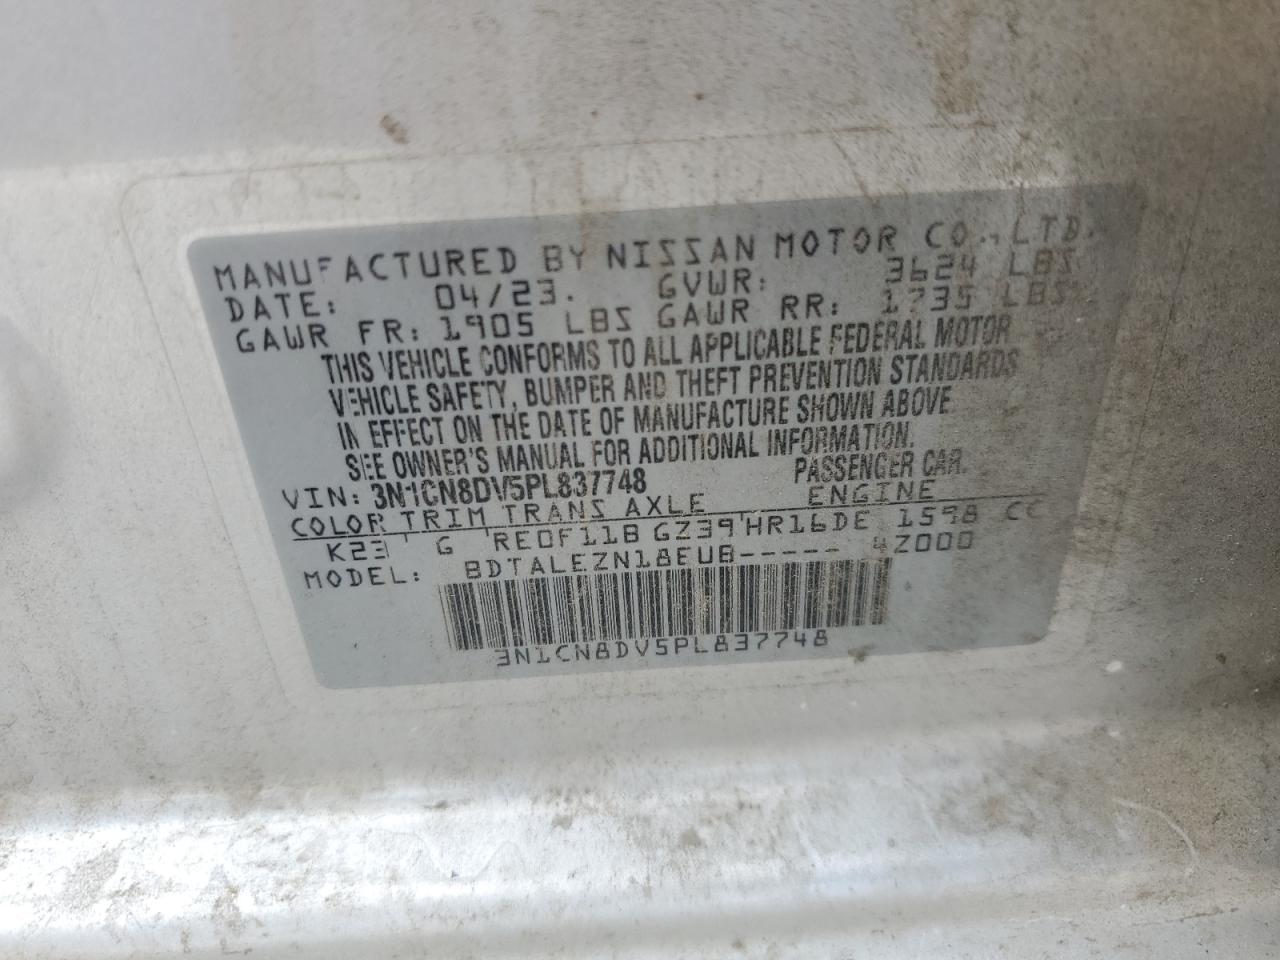 MANUFACTURED BY NISSAN MOTOR CO., LTD.
DATE: 04/23. GVWR: 3624 LBS
GAWR FR: 1905 LBS GAWR RR: 1735 LBS
THIS VEHICLE CONFORMS TO ALL APPLICABLE FEDERAL MOTOR
VEHICLE SAFETY, BUMPER AND THEFT PREVENTION STANDARDS
IN EFFECT ON THE DATE OF MANUFACTURE SHOWN ABOVE.
SEE OWNER'S MANUAL FOR ADDITIONAL INFORMATION.
VIN: 3N1CN8DV5PL837748 PASSENGER CAR.
COLOR TRIM TRANS AXLE ENGINE
K23 G RE0F11B GZ39 HR16DE 1598 CC
MODEL: BDTALEZN18EUB----- 4Z000
3N1CN8DV5PL837748